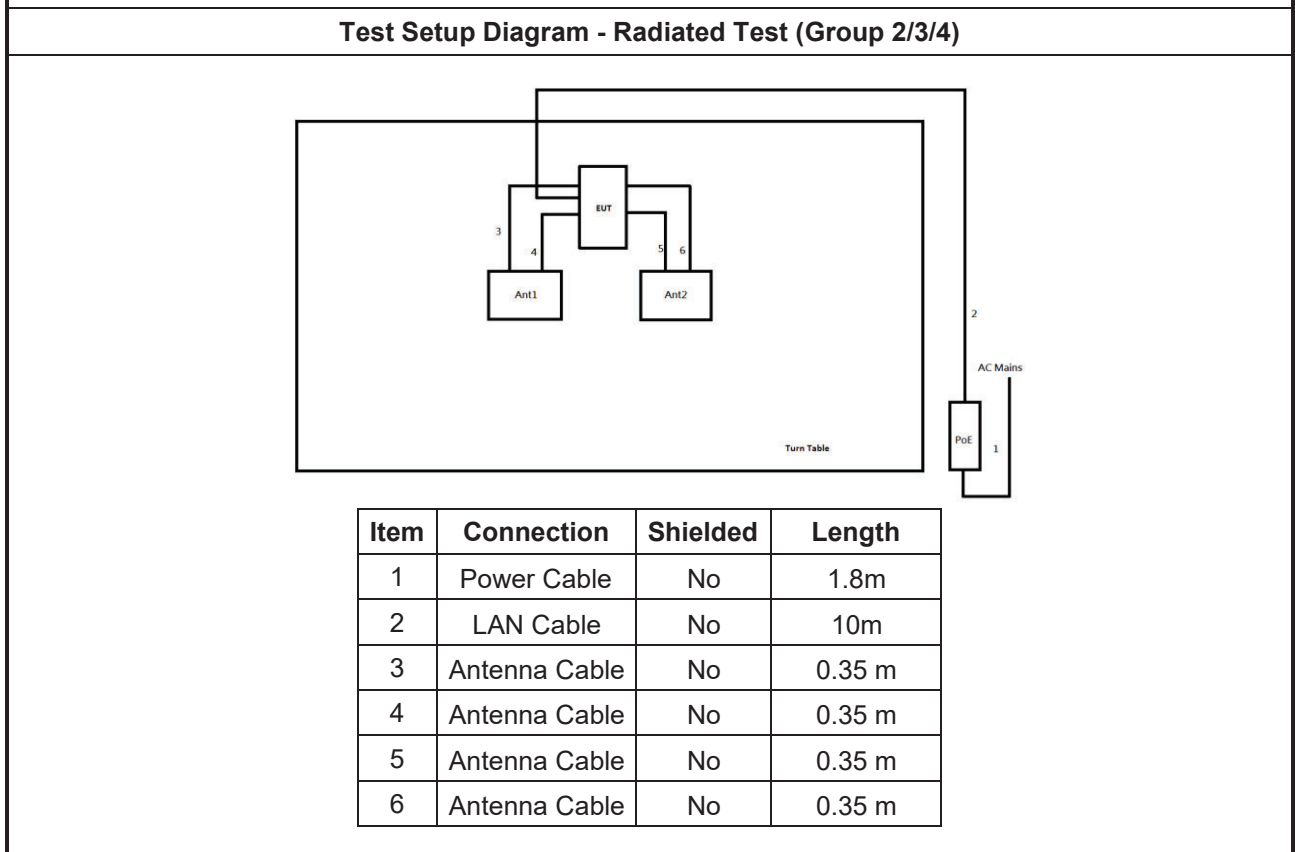 Test Setup Diagram - Radiated Test (Group 2/3/4)
EUT
3
4
5
6
Ant1
Ant2
2
AC Mains
PoE
1
Turn Table
Item Connection Shielded Length
1 Power Cable No 1.8m
2 LAN Cable No 10m
3 Antenna Cable No 0.35 m
4 Antenna Cable No 0.35 m
5 Antenna Cable No 0.35 m
6 Antenna Cable No 0.35 m